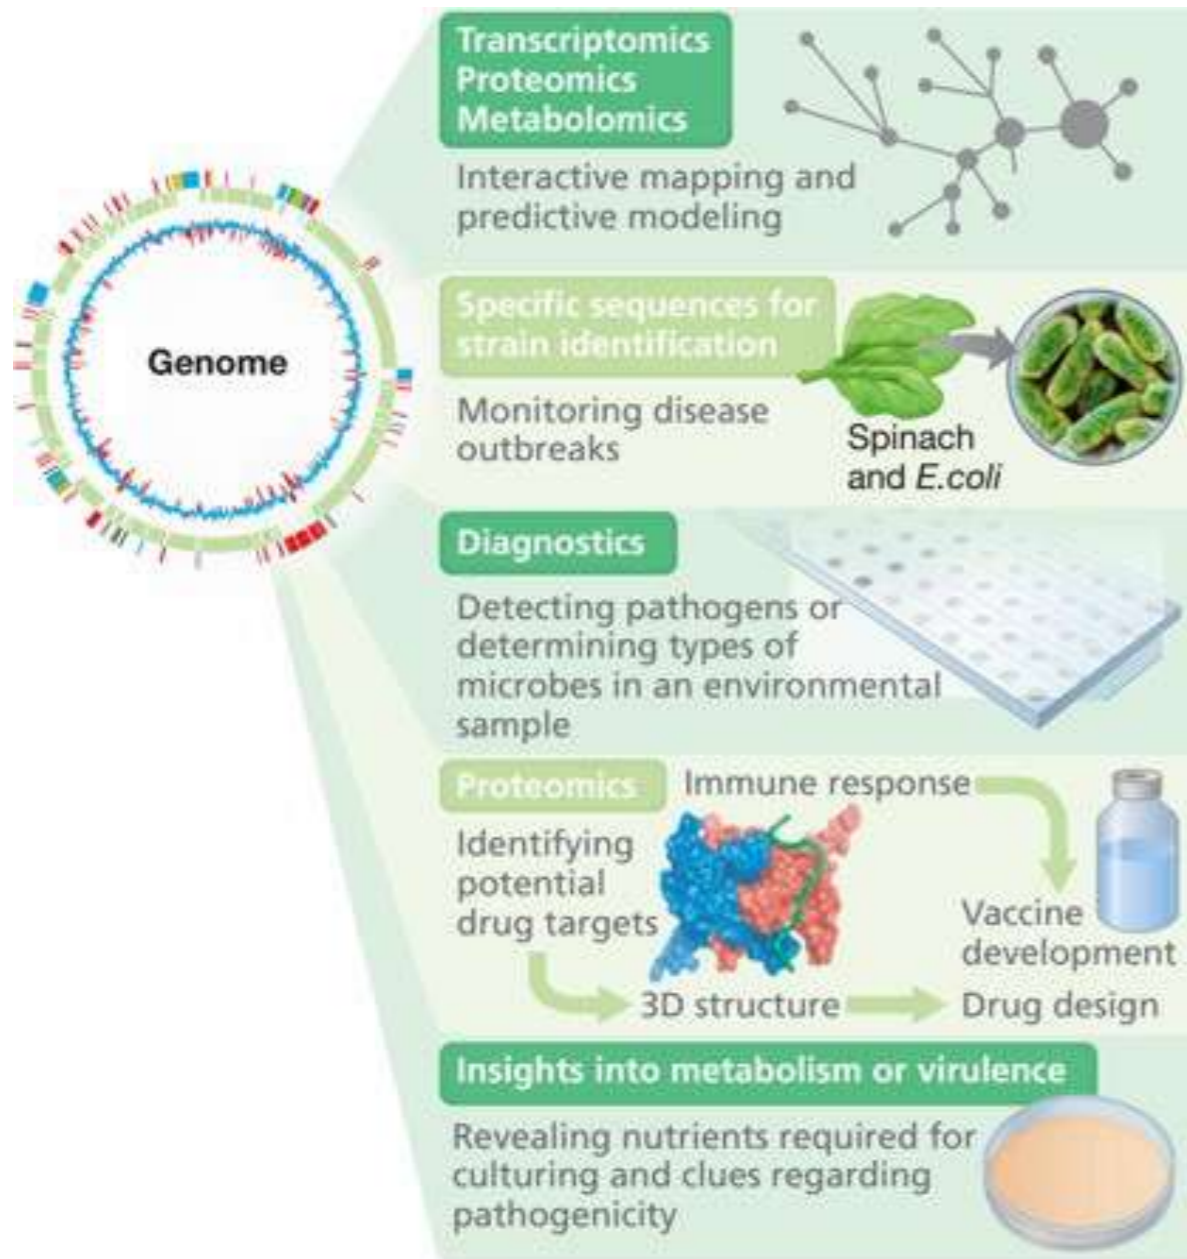 Genome
Transcriptomics
Proteomics
Metabolomics
Interactive mapping and
predictive modeling
Specific sequences for
strain identification
Monitoring disease
outbreaks
Spinach
and E.coli
Diagnostics
Detecting pathogens or
determining types of
microbes in an environmental
sample
Proteomics
Immune response
Identifying
potential
drug targets
Vaccine
development
3D structure
Drug design
Insights into metabolism or virulence
Revealing nutrients required for
culturing and clues regarding
pathogenicity